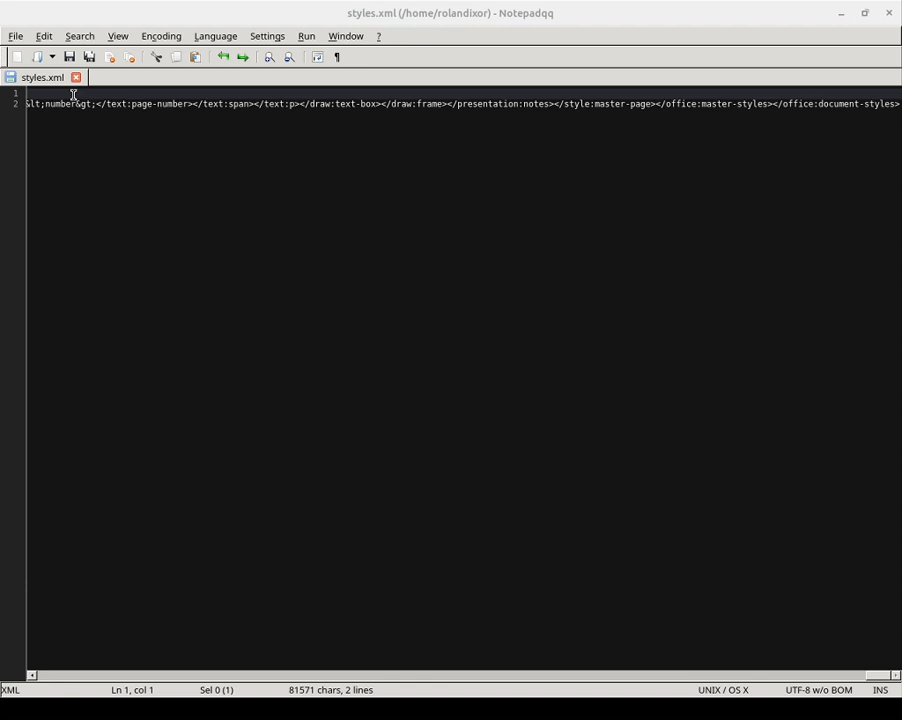 styles.xml (/home/rolandixor) - Notepadqq
File Edit Search View Encoding Language Settings Run Window ?
styles.xml
1
2 &lt;number&gt;</text:page-number></text:span></text:p></draw:text-box></draw:frame></presentation:notes></style:master-page></office:master-styles></office:document-styles>
XML Ln 1, col 1 Sel 0 (1) 81571 chars, 2 lines UNIX / OS X UTF-8 w/o BOM INS